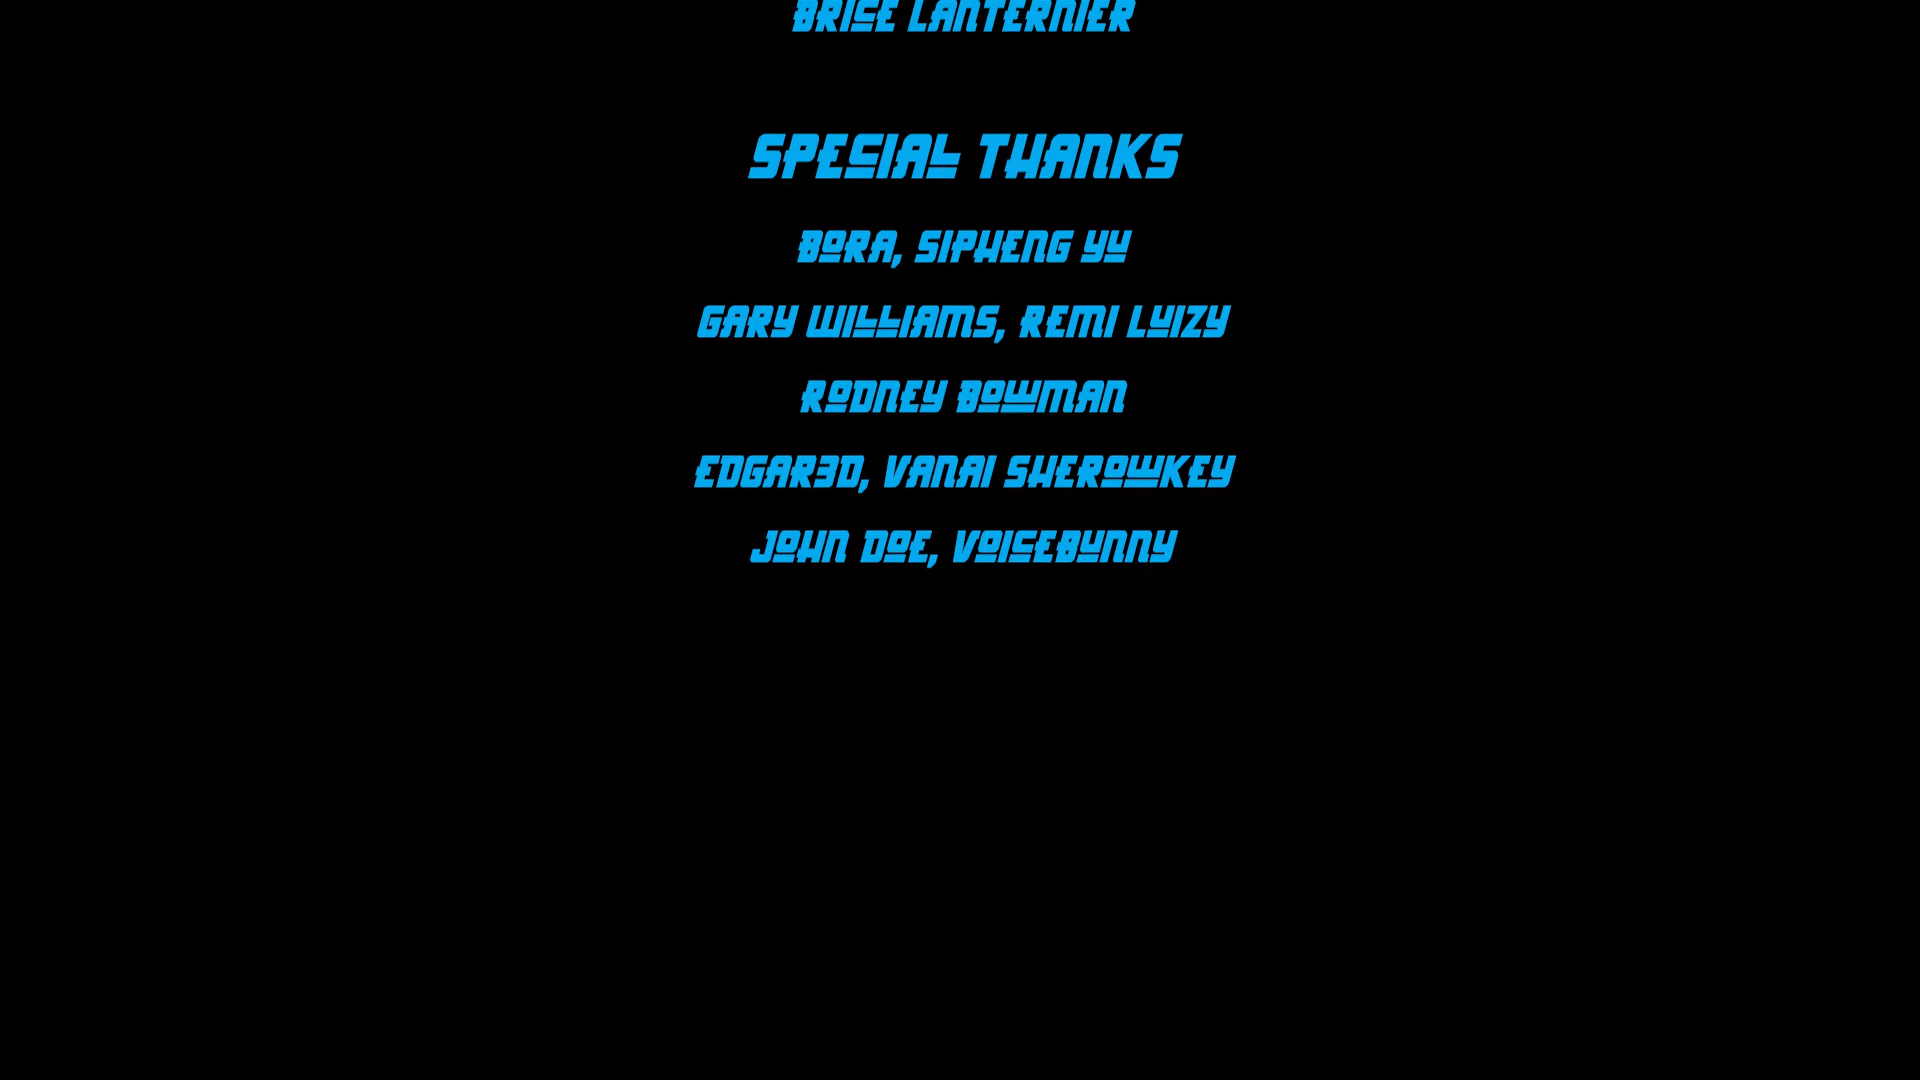 BRICE LANTERNIER
SPECIAL THANKS
BORA, SIPHENG YU
GARY WILLIAMS, REMI LUIZY
RODNEY BOWMAN
EDGAR3D, VANAI SHEROWKEY
JOHN DOE, VOICEBUNNY